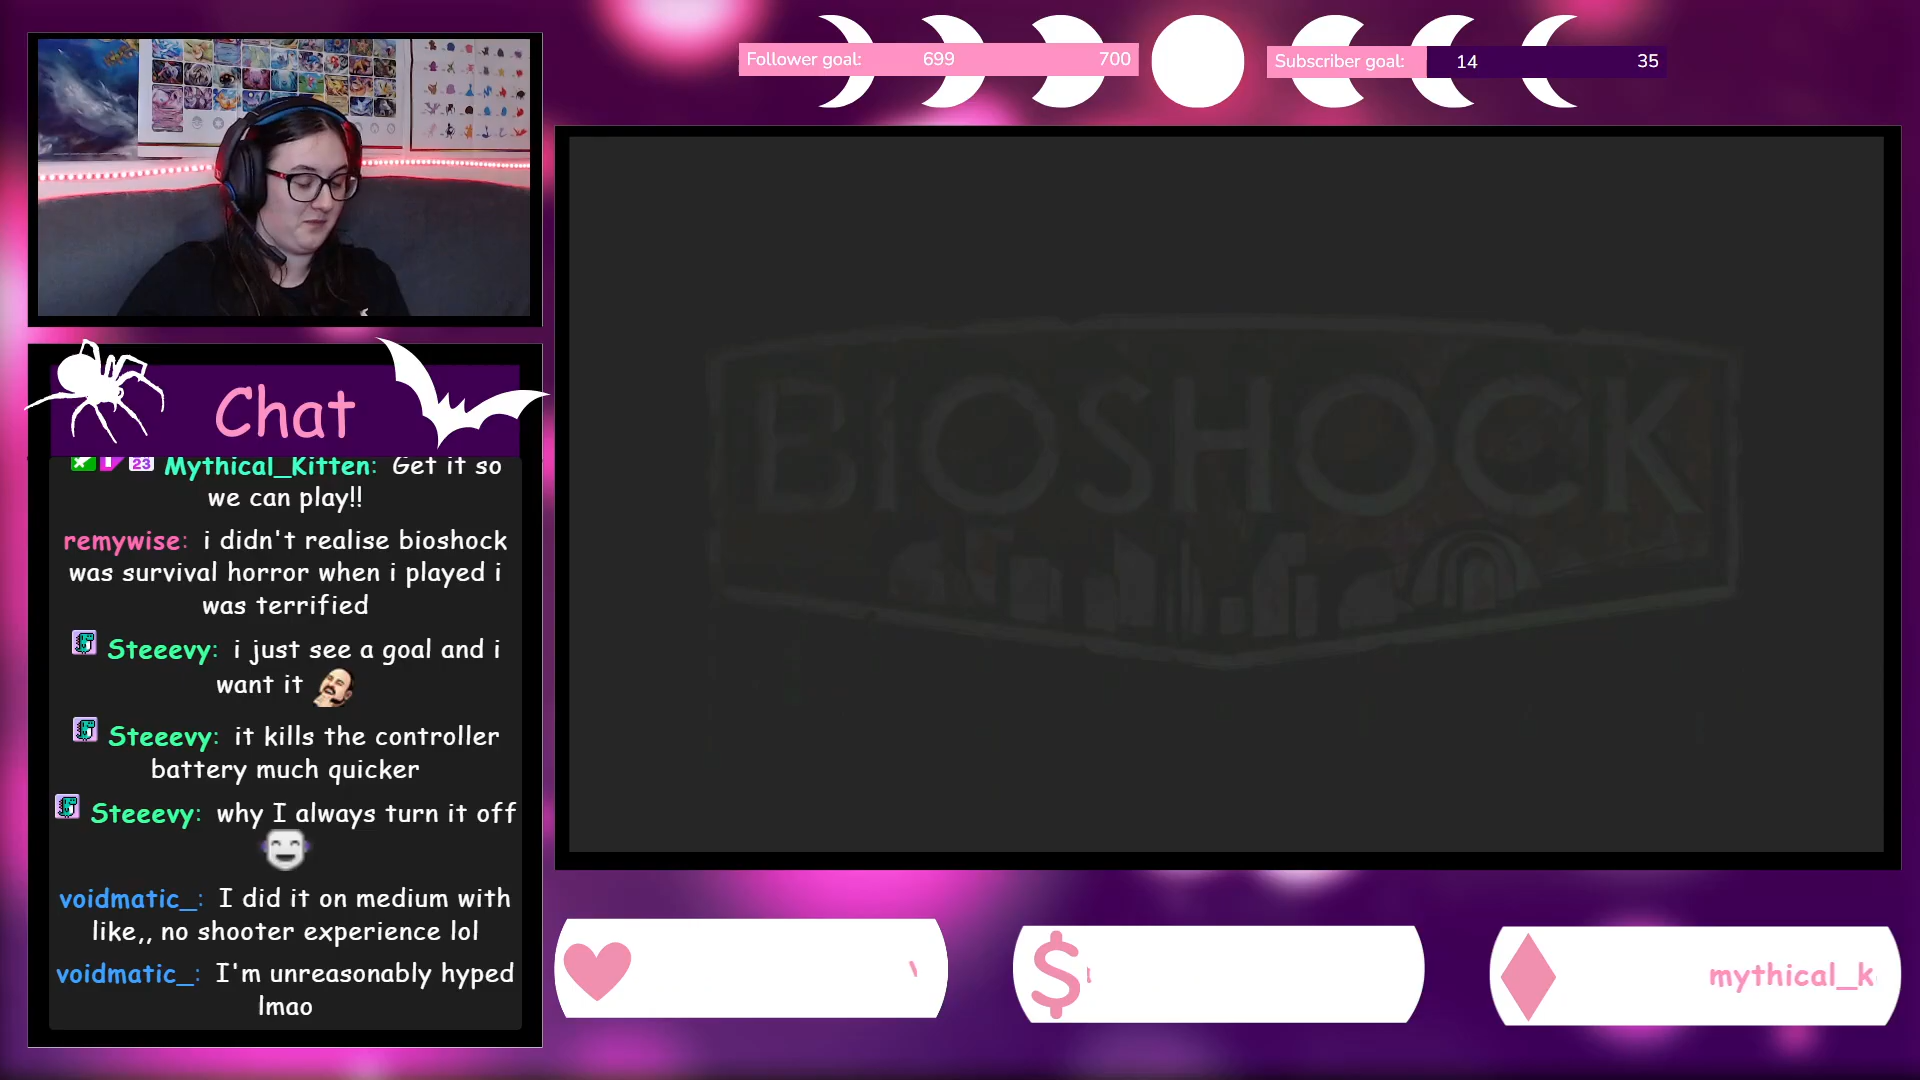 Follower goal: 699 700
Subscriber goal: 14 35
BIOSHOCK
Chat
23 Mythical_Kitten: Get it so
we can play!!
remywise: i didn't realise bioshock
was survival horror when i played i
was terrified
Steeevy: i just see a goal and i
want it
Steeevy: it kills the controller
battery much quicker
Steeevy: why I always turn it off
voidmatic_: I did it on medium with
like,, no shooter experience lol
voidmatic_: I'm unreasonably hyped
lmao
$
mythical_k